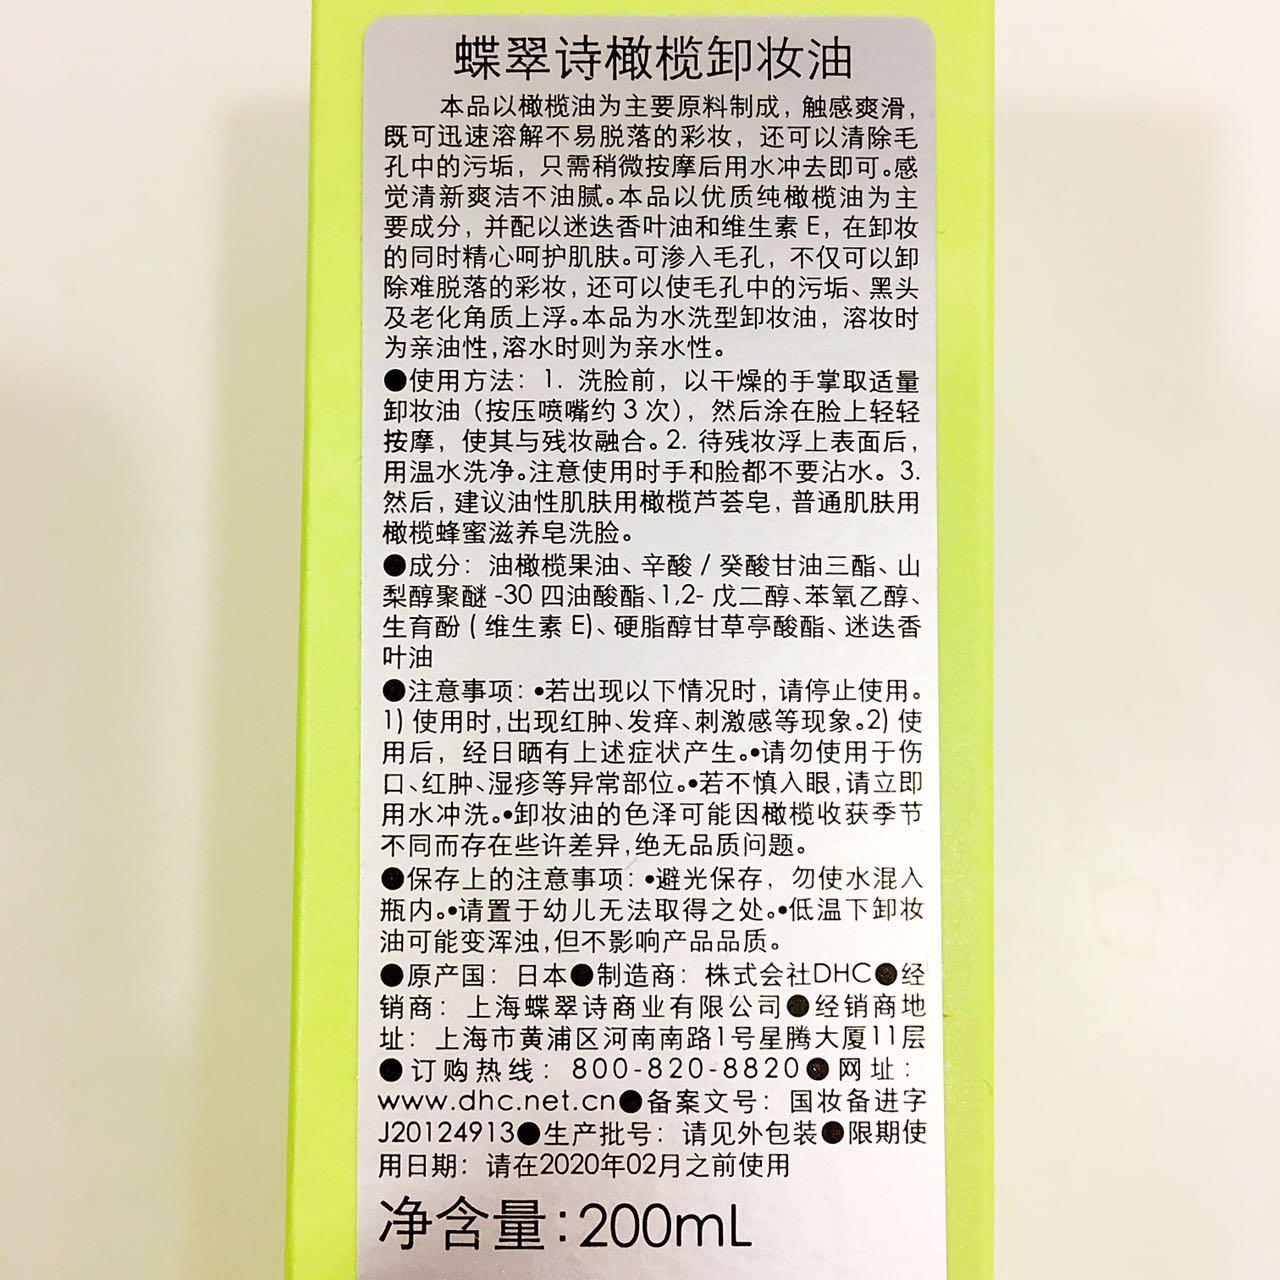 蝶翠诗橄榄卸妆油
本品以橄榄油为主要原料制成，触感爽滑，
既可迅速溶解不易脱落的彩妆，还可以清除毛
孔中的污垢，只需稍微按摩后用水冲去即可。感
觉清新爽洁不油腻。本品以优质纯橄榄油为主
要成分，并配以迷迭香叶油和维生素E，在卸妆
的同时精心呵护肌肤。可渗入毛孔，不仅可以卸
除难脱落的彩妆，还可以使毛孔中的污垢、黑头
及老化角质上浮。本品为水洗型卸妆油，溶妆时
为亲油性，溶水时则为亲水性。
●使用方法：1. 洗脸前，以干燥的手掌取适量
卸妆油（按压喷嘴约3次），然后涂在脸上轻轻
按摩，使其与残妆融合。2. 待残妆浮上表面后，
用温水洗净。注意使用时手和脸都不要沾水。3.
然后，建议油性肌肤用橄榄芦荟皂，普通肌肤用
橄榄蜂蜜滋养皂洗脸。
●成分：油橄榄果油、辛酸 / 癸酸甘油三酯、山
梨醇聚醚 -30 四油酸酯、1,2- 戊二醇、苯氧乙醇、
生育酚 ( 维生素 E)、硬脂醇甘草亭酸酯、迷迭香
叶油
●注意事项：•若出现以下情况时，请停止使用。
1) 使用时，出现红肿、发痒、刺激感等现象。2) 使
用后，经日晒有上述症状产生。•请勿使用于伤
口、红肿、湿疹等异常部位。•若不慎入眼，请立即
用水冲洗。•卸妆油的色泽可能因橄榄收获季节
不同而存在些许差异，绝无品质问题。
●保存上的注意事项：•避光保存，勿使水混入
瓶内。•请置于幼儿无法取得之处。•低温下卸妆
油可能变浑浊，但不影响产品品质。
●原产国：日本●制造商：株式会社DHC●经
销商：上海蝶翠诗商业有限公司●经销商地
址：上海市黄浦区河南南路1号星腾大厦11层
●订购热线：800-820-8820●网址：
www.dhc.net.cn●备案文号：国妆备进字
J20124913●生产批号：请见外包装●限期使
用日期：请在2020年02月之前使用
净含量：200mL